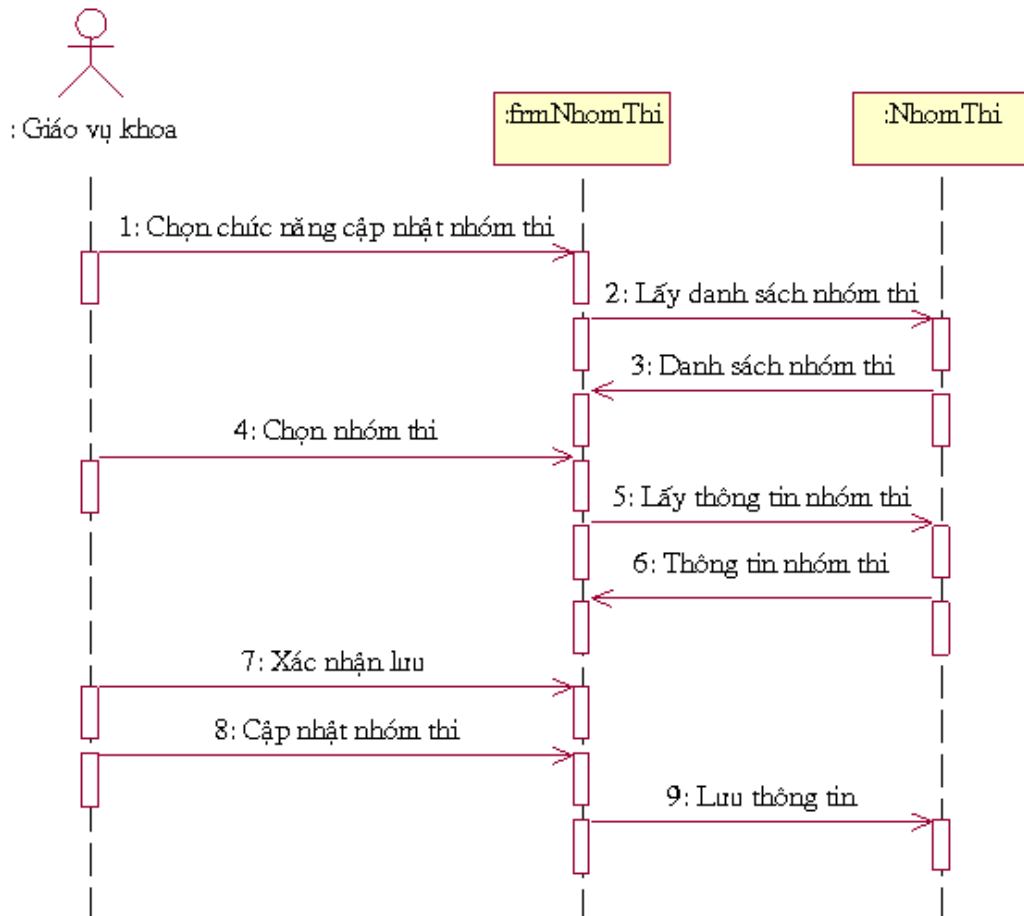 : Giáo vụ khoa
:frmNhomThi
:NhomThi
1: Chọn chức năng cập nhật nhóm thi
2: Lấy danh sách nhóm thi
3: Danh sách nhóm thi
4: Chọn nhóm thi
5: Lấy thông tin nhóm thi
6: Thông tin nhóm thi
7: Xác nhận lưu
8: Cập nhật nhóm thi
9: Lưu thông tin